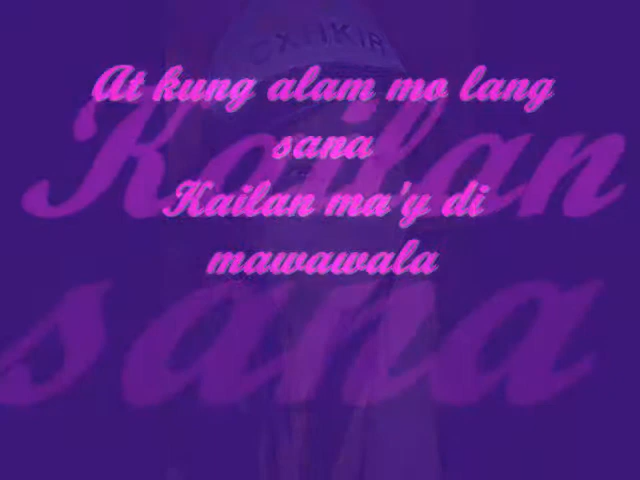 At kung alam mo lang
sana
Kailan ma'y di
mawawala
Kailan
sana